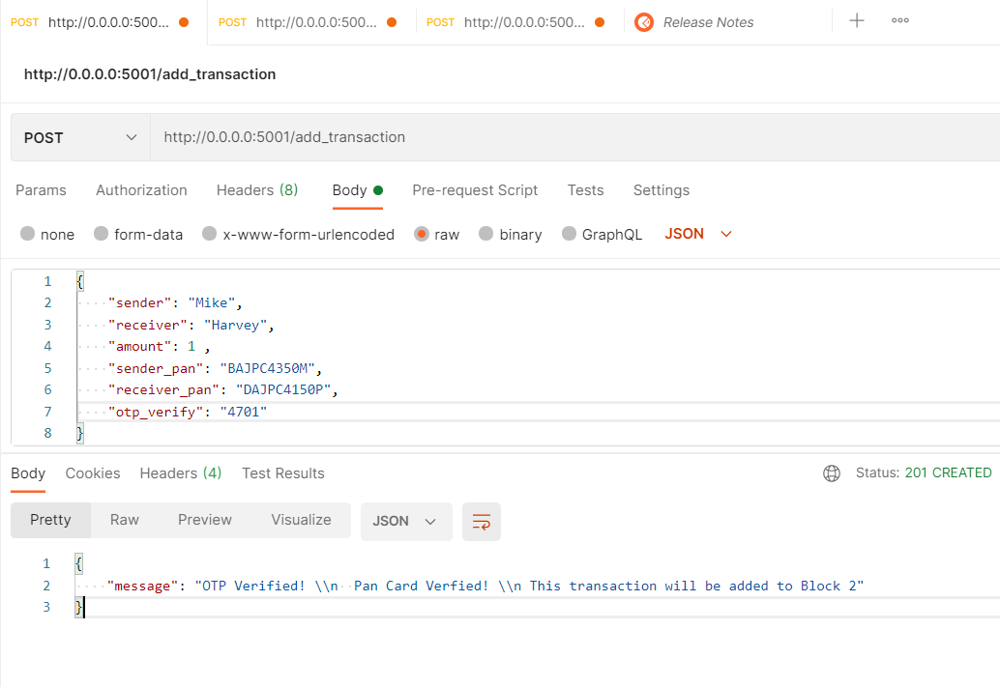 POST http://0.0.0.0:500... POST http://0.0.0.0:500... POST http://0.0.0.0:500... Release Notes
http://0.0.0.0:5001/add_transaction
POST http://0.0.0.0:5001/add_transaction
Params Authorization Headers (8) Body Pre-request Script Tests Settings
none form-data x-www-form-urlencoded raw binary GraphQL JSON
1 {
2 "sender": "Mike",
3 "receiver": "Harvey",
4 "amount": 1 ,
5 "sender_pan": "BAJPC4350M",
6 "receiver_pan": "DAJPC4150P",
7 "otp_verify": "4701"
8 }
Body Cookies Headers (4) Test Results Status: 201 CREATED
Pretty Raw Preview Visualize JSON
1 {
2 "message": "OTP Verified! \\n  Pan Card Verfied! \\n This transaction will be added to Block 2"
3 }